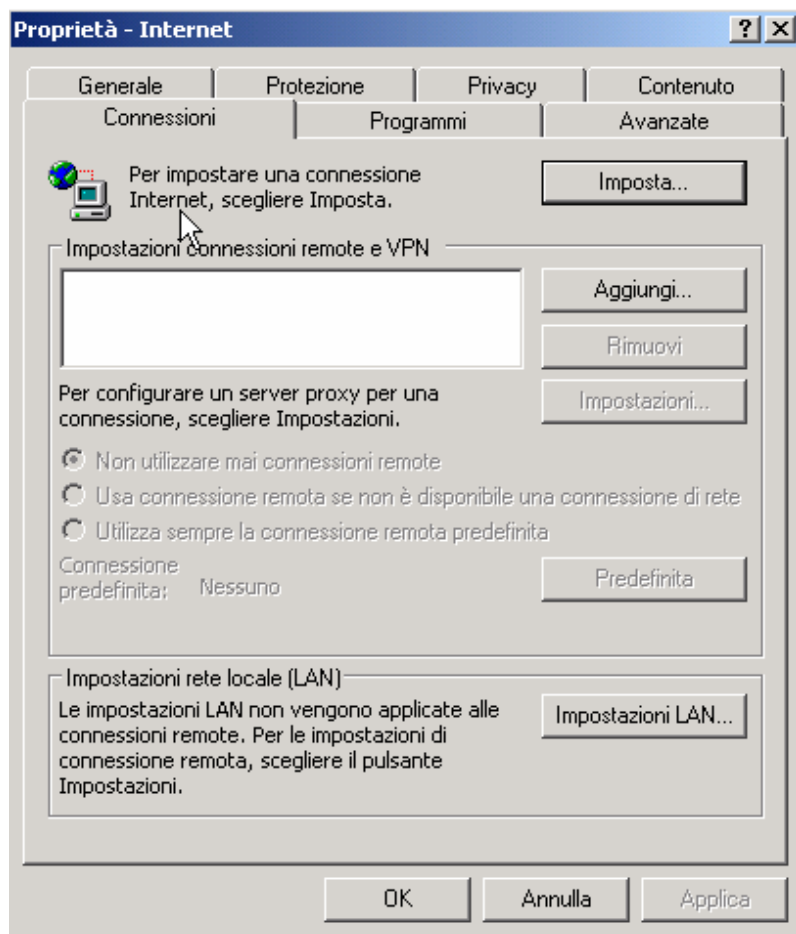 Proprietà - Internet
Generale Protezione Privacy Contenuto
Connessioni Programmi Avanzate
Per impostare una connessione
Internet, scegliere Imposta.
Imposta...
Impostazioni connessioni remote e VPN
Aggiungi...
Rimuovi
Per configurare un server proxy per una
connessione, scegliere Impostazioni.
Impostazioni...
Non utilizzare mai connessioni remote
Usa connessione remota se non è disponibile una connessione di rete
Utilizza sempre la connessione remota predefinita
Connessione
predefinita: Nessuno
Predefinita
Impostazioni rete locale (LAN)
Le impostazioni LAN non vengono applicate alle
connessioni remote. Per le impostazioni di
connessione remota, scegliere il pulsante
Impostazioni.
Impostazioni LAN...
OK Annulla Applica